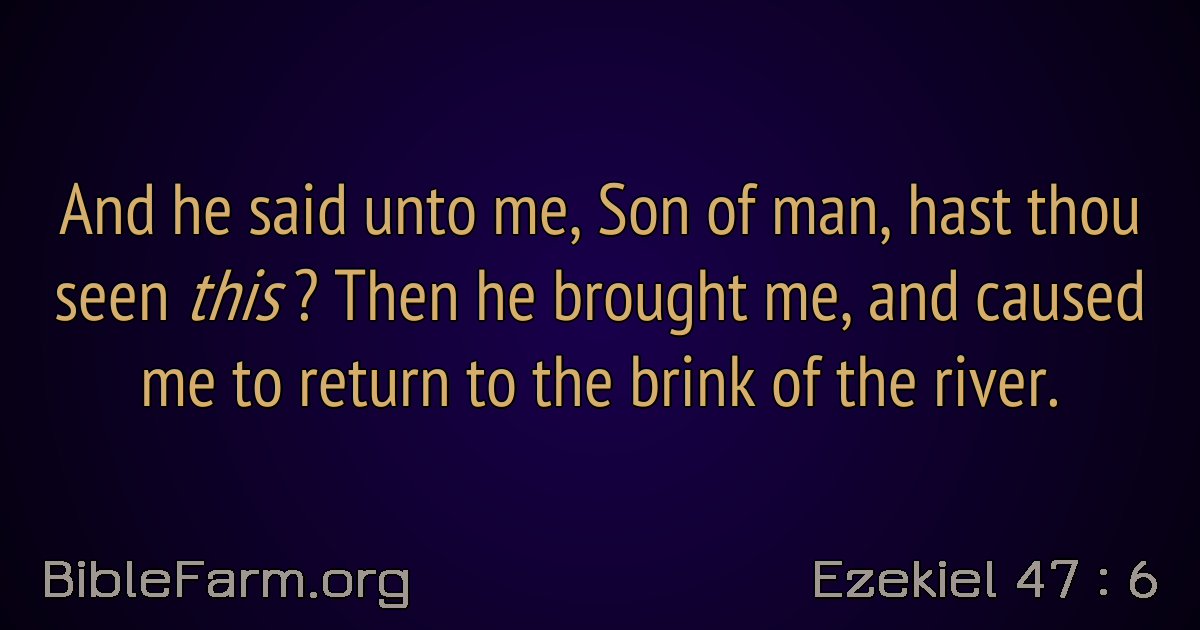 And he said unto me, Son of man, hast thou
seen this ? Then he brought me, and caused
me to return to the brink of the river.
BibleFarm.org
Ezekiel 47 : 6